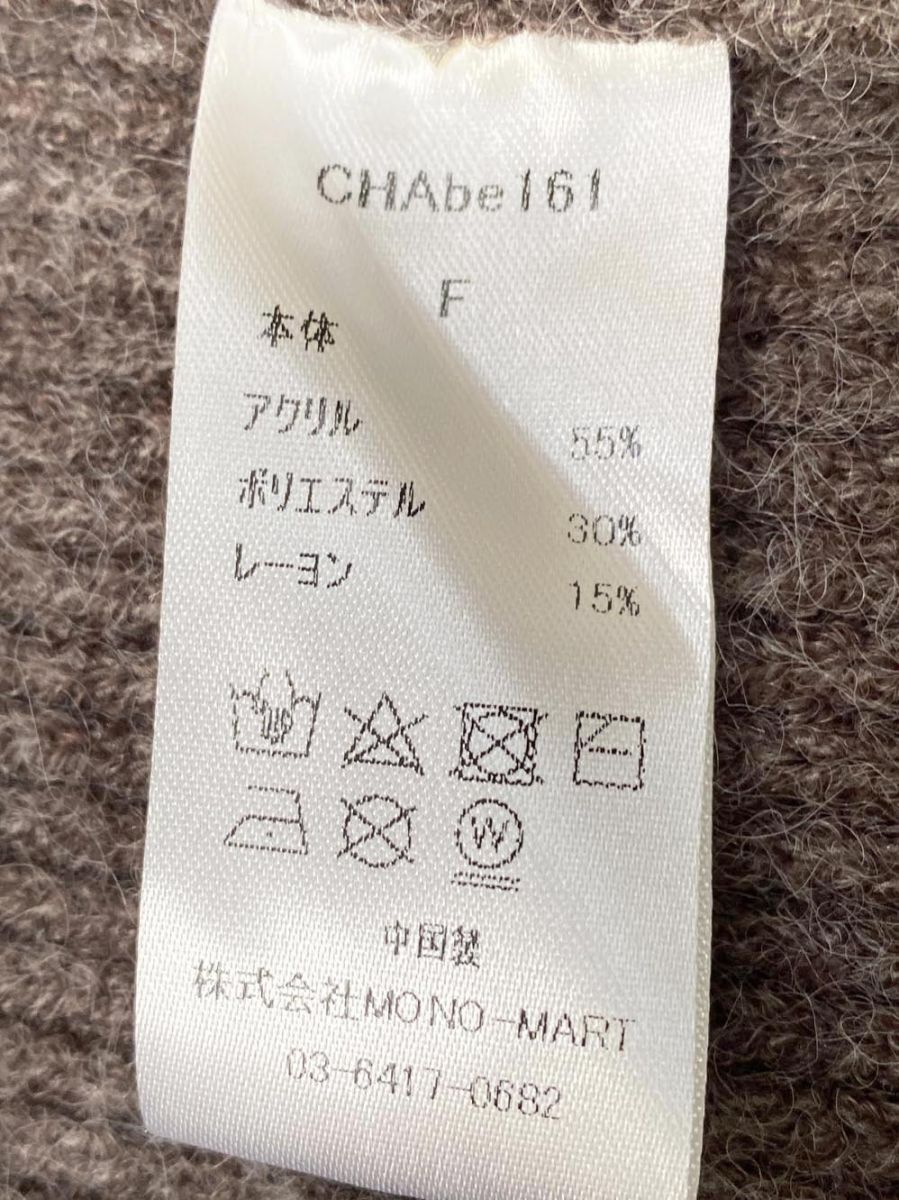 CHAbe161
F
本体
アクリル 55%
ポリエステル 30%
レーヨン 15%
W
中国製
株式会社MONO-MART
03-6417-0682